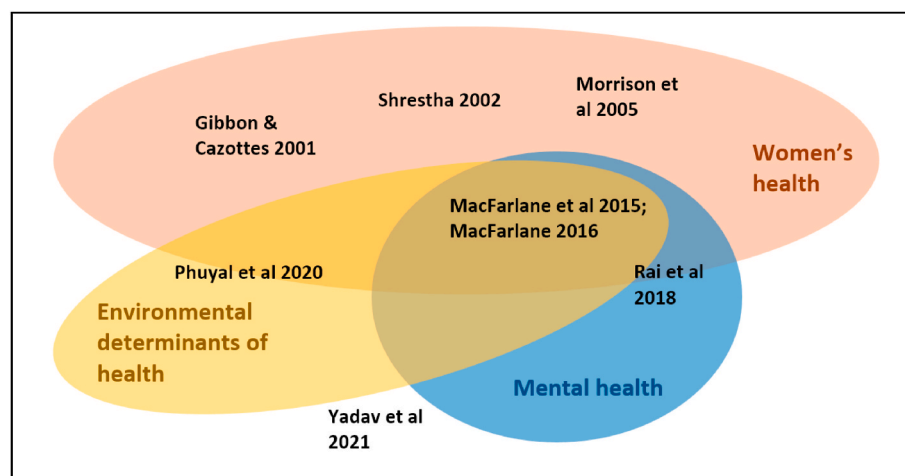 Shrestha 2002
Morrison et
al 2005
Gibbon &
Cazottes 2001
Women's
health
MacFarlane et al 2015;
MacFarlane 2016
Phuyal et al 2020
Rai et al
2018
Environmental
determinants of
health
Mental health
Yadav et al
2021